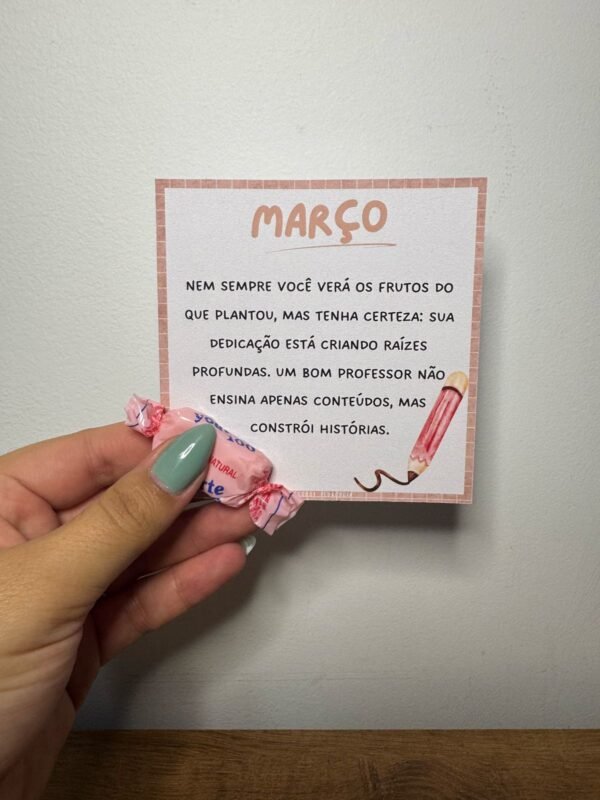 MARÇO
NEM SEMPRE VOCÊ VERÁ OS FRUTOS DO
QUE PLANTOU, MAS TENHA CERTEZA: SUA
DEDICAÇÃO ESTÁ CRIANDO RAÍZES
PROFUNDAS. UM BOM PROFESSOR NÃO
ENSINA APENAS CONTEÚDOS, MAS
CONSTRÓI HISTÓRIAS.
NATURAL